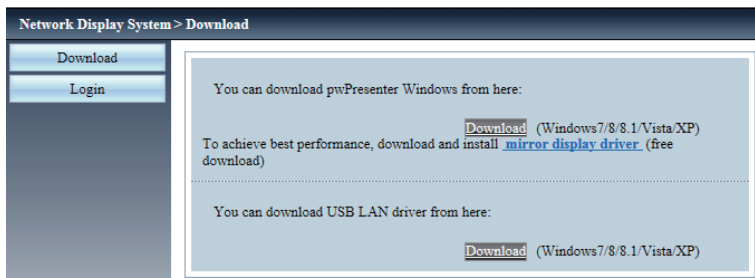 Network Display System > Download
Download
Login
You can download pwPresenter Windows from here:
Download (Windows7/8/8.1/Vista/XP)
To achieve best performance, download and install mirror display driver (free
download)
You can download USB LAN driver from here:
Download (Windows7/8/8.1/Vista/XP)